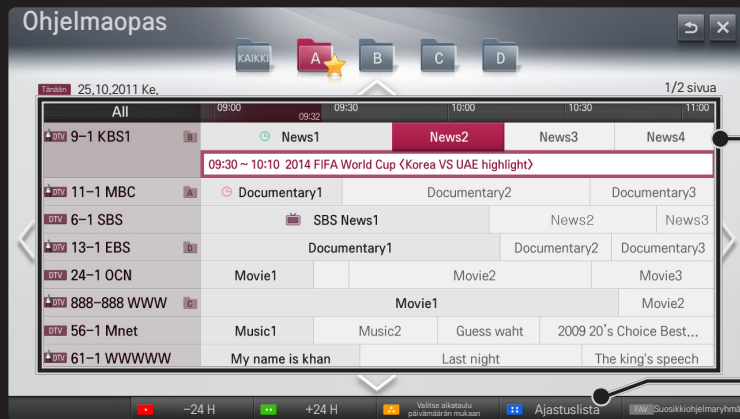 Ohjelmaopas
KAIKKI A B C D
Tänään 25.10.2011 Ke. 1/2 sivua
All 09:00 09:32 09:30 10:00 10:30 11:00
DTV 9-1 KBS1 B News1 News2 News3 News4
09:30 ~ 10:10 2014 FIFA World Cup 〈Korea VS UAE highlight〉
DTV 11-1 MBC A Documentary1 Documentary2 Documentary3
DTV 6-1 SBS SBS News1 News2 News3
DTV 13-1 EBS D Documentary1 Documentary2 Documentary3
DTV 24-1 OCN Movie1 Movie2 Movie3
DTV 888-888 WWW C Movie1 Movie2
DTV 56-1 Mnet Music1 Music2 Guess waht 2009 20's Choice Best...
DTV 61-1 WWWWW My name is khan Last night The king's speech
-24 H +24 H Valitse aikataulu päivämäärän mukaan Ajastuslista FAV Suosikkiohjelmaryhmä